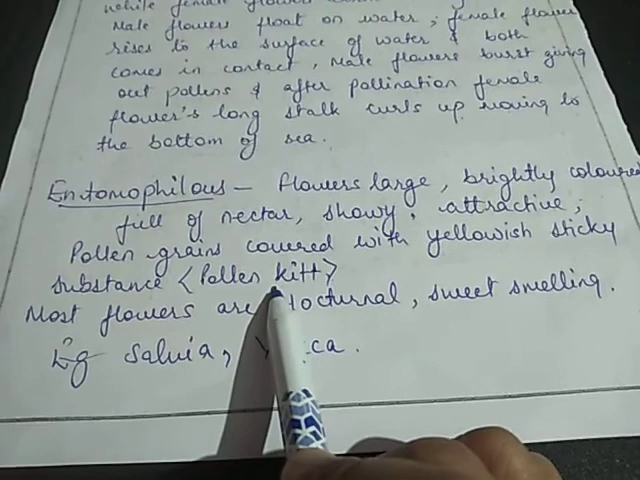 Male flowers float on water, female flower
rises to the surface of water & both
comes in contact, Male flowers burst giving
out pollens & after pollination female
flower's long stalk curls up moving to
the bottom of sea.
Entomophilous - flowers large, brightly coloured
full of nectar, showy, attractive;
Pollen grains covered with yellowish sticky
substance <Pollen kitt>
Most flowers are nocturnal, sweet smelling.
Eg Salvia,